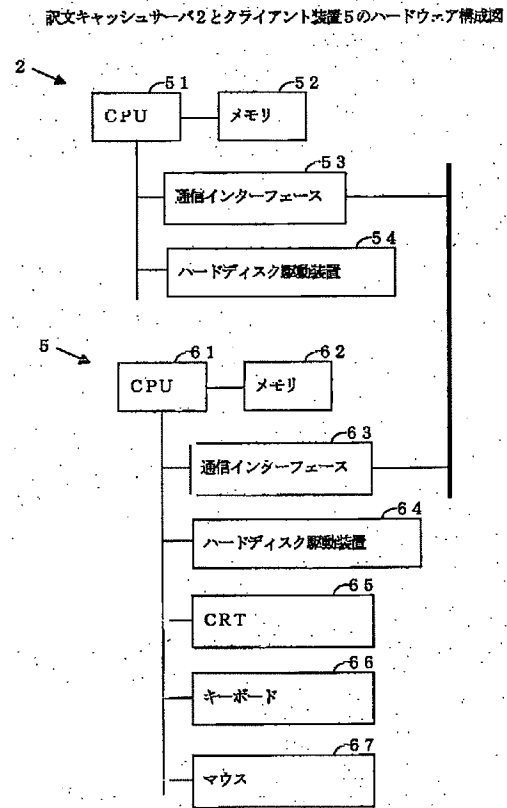 訳文キャッシュサーバ2とクライアント装置5のハードウェア構成図
2
51
52
CPU
メモリ
53
通信インターフェース
54
ハードディスク駆動装置
5
61
62
CPU
メモリ
63
通信インターフェース
64
ハードディスク駆動装置
65
CRT
66
キーボード
67
マウス